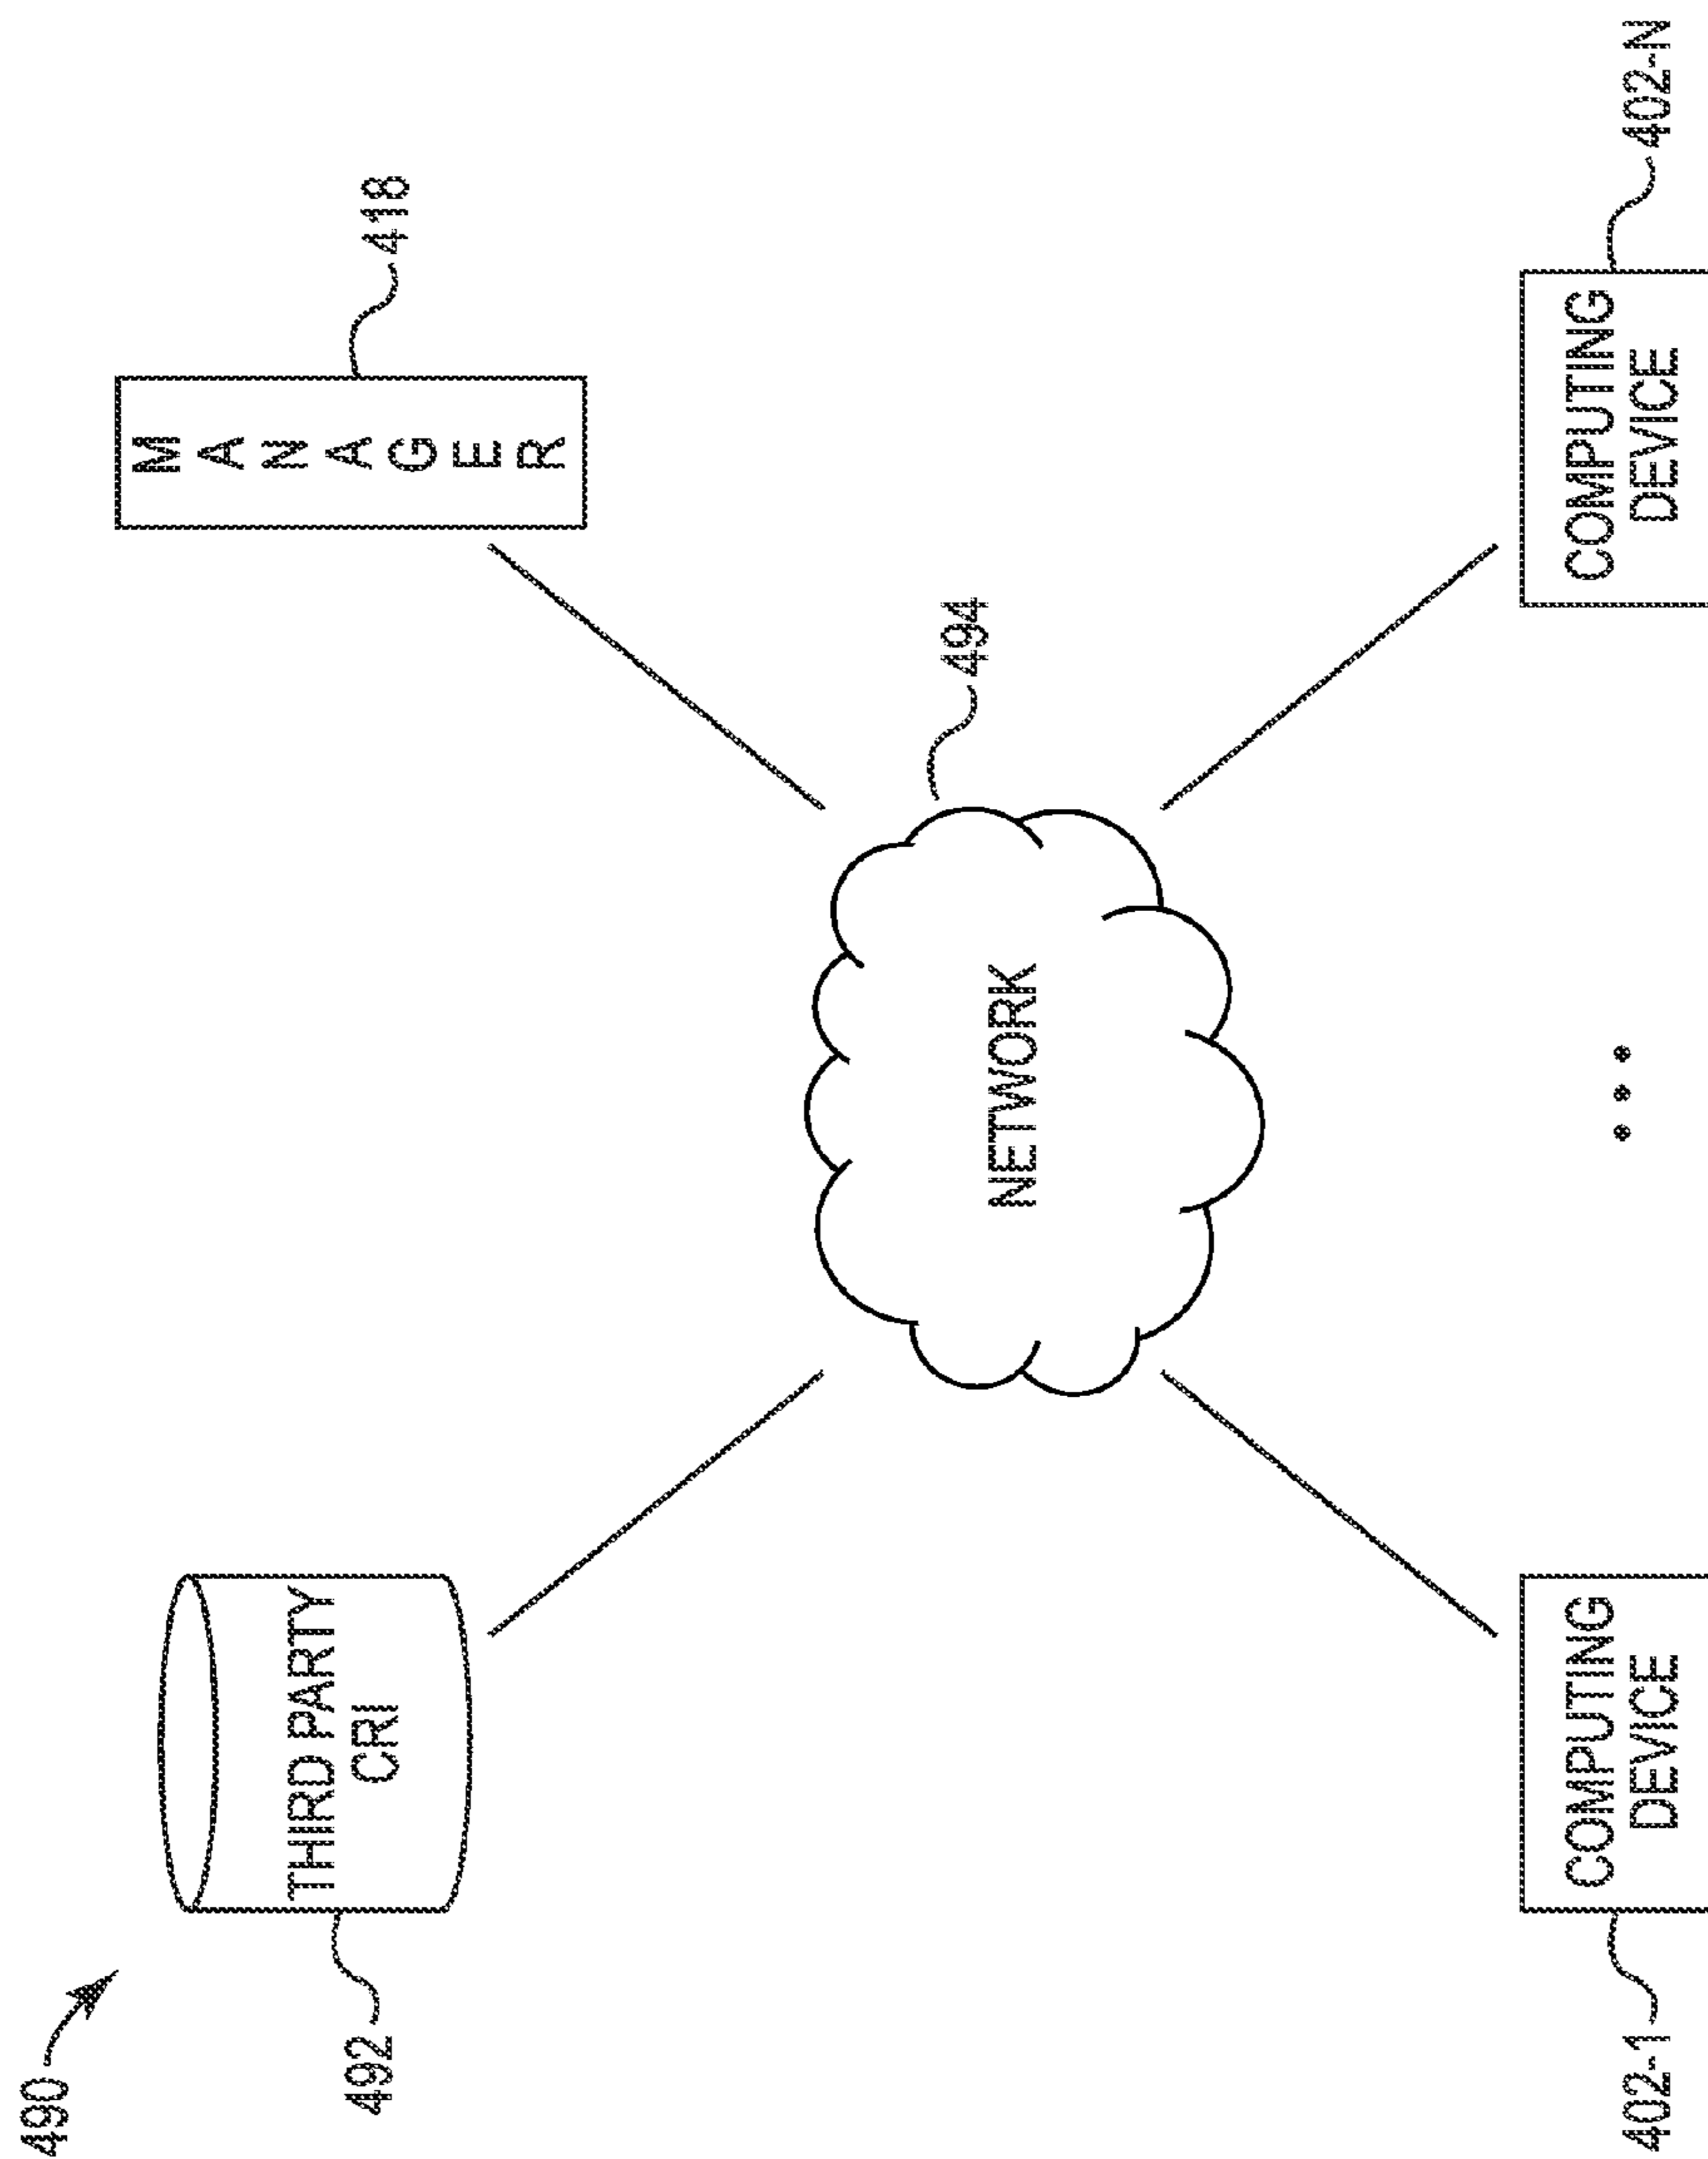 490
492
THIRD PARTY
CRI
M
A
N
A
G
E
R
418
494
NETWORK
402-1
COMPUTING
DEVICE
COMPUTING
DEVICE
402-N